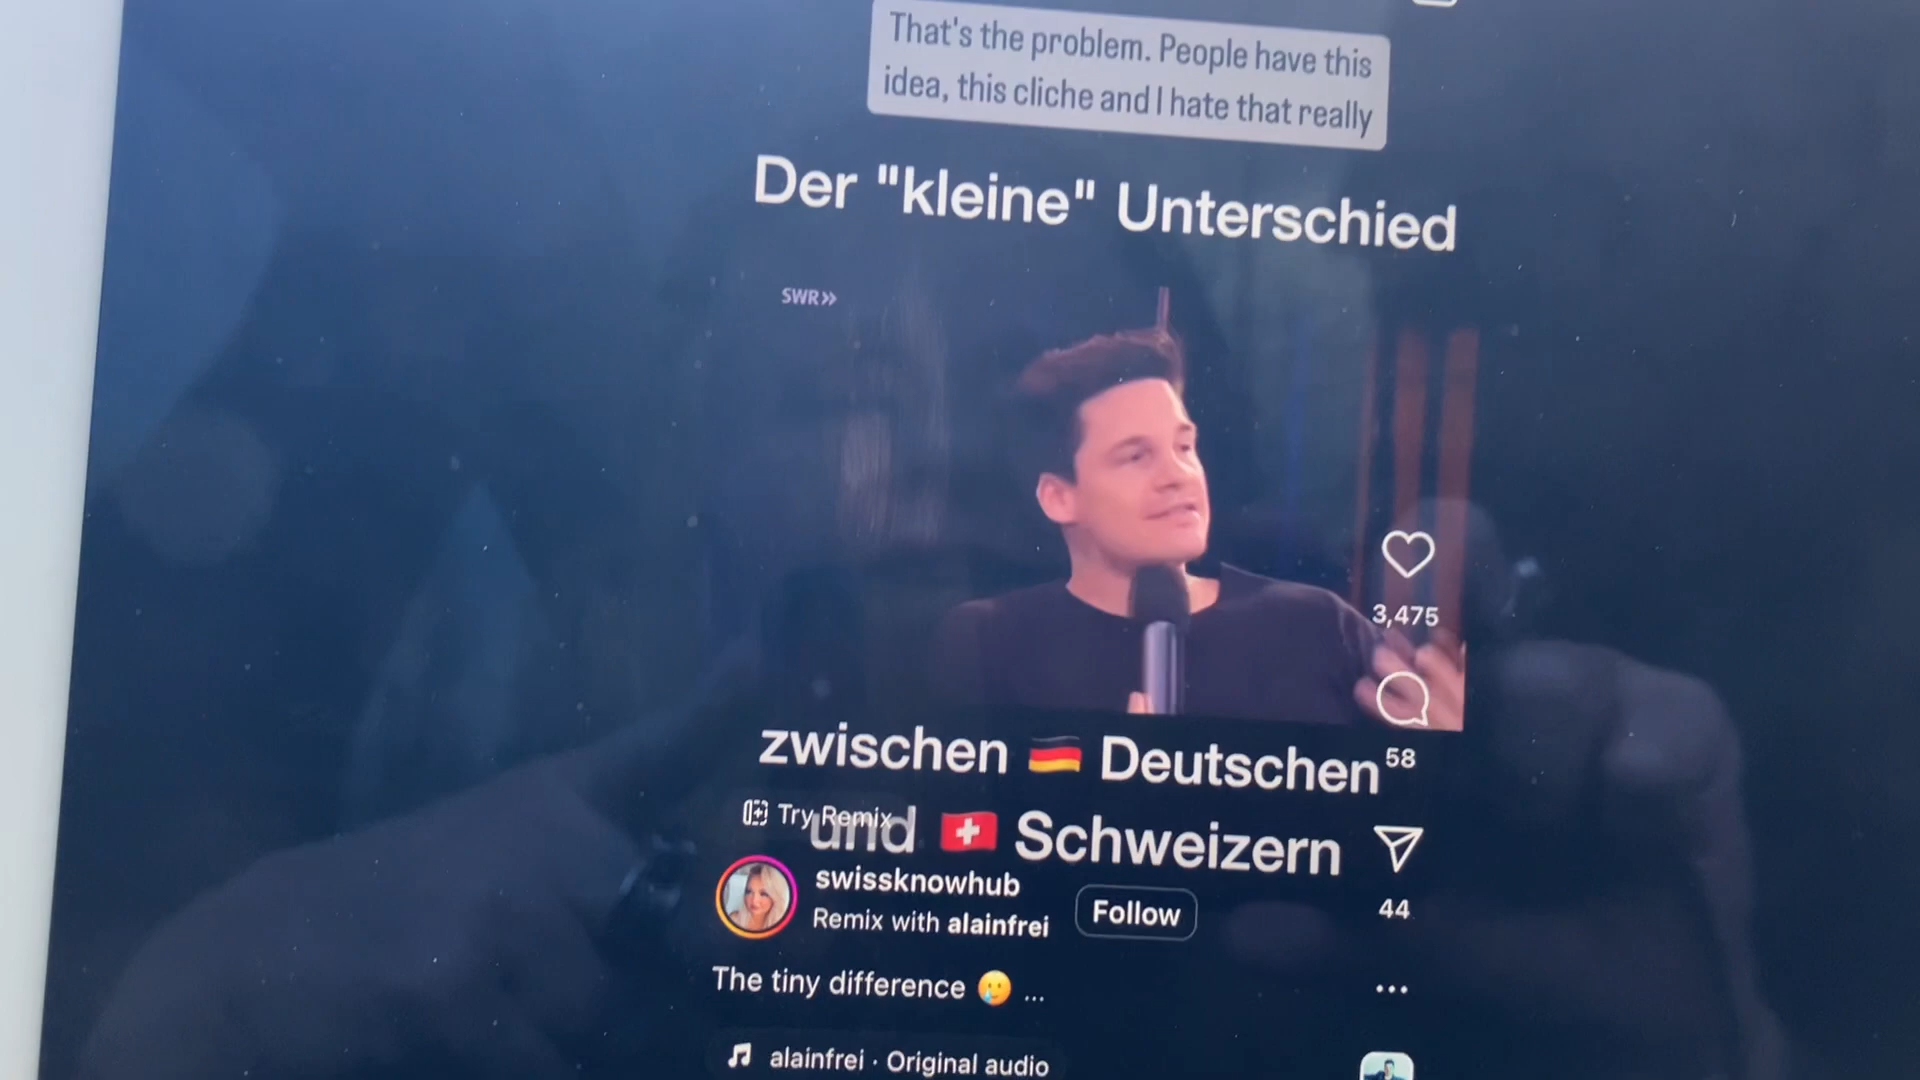 That's the problem. People have this
idea, this cliche and I hate that really
Der "kleine" Unterschied
SWR»
3,475
zwischen 🇩🇪 Deutschen
58
Try Remix
und 🇨🇭 Schweizern
swissknowhub
Remix with alainfrei
Follow
44
The tiny difference 🥲 ...
alainfrei · Original audio